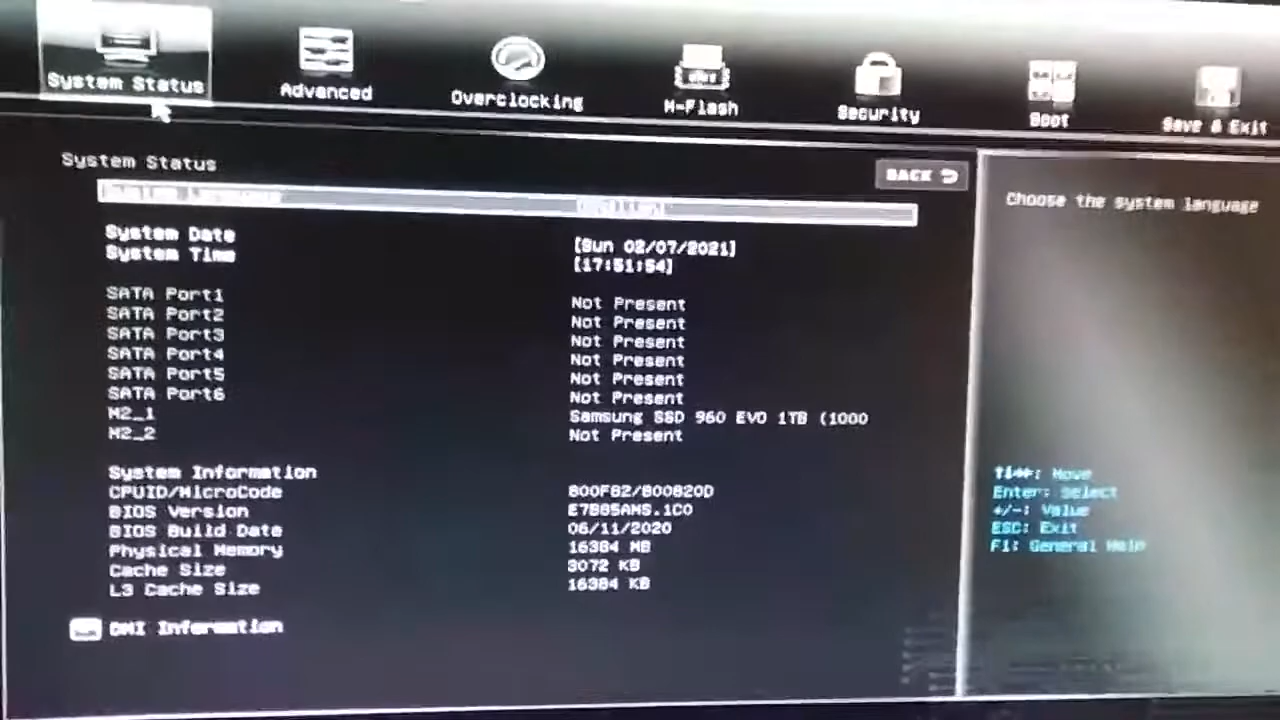 System Status
Advanced
Overclocking
M-Flash
Security
Boot
Save & Exit
System Status
BACK
System Language [English]
Choose the system language
System Date [Sun 02/07/2021]
System Time [17:51:54]
SATA Port1 Not Present
SATA Port2 Not Present
SATA Port3 Not Present
SATA Port4 Not Present
SATA Port5 Not Present
SATA Port6 Not Present
M2_1 Samsung SSD 960 EVO 1TB (1000
M2_2 Not Present
System Information
CPUID/MicroCode 800F82/800820D
BIOS Version E7B85AMS.1C0
BIOS Build Date 06/11/2020
Physical Memory 16384 MB
Cache Size 3072 KB
L3 Cache Size 16384 KB
DMI Information
↑↓→←: Move
Enter: Select
+/-: Value
ESC: Exit
F1: General Help